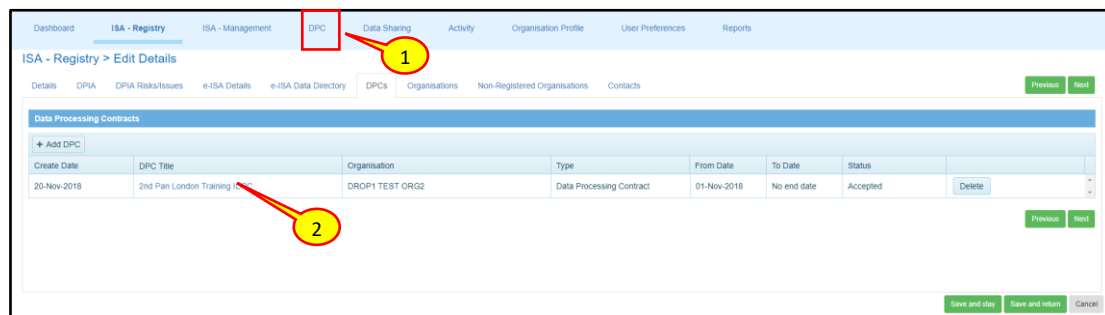 Dashboard ISA - Registry ISA - Management DPC Data Sharing Activity Organisation Profile User Preferences Reports
1
ISA - Registry > Edit Details
Details DPIA DPIA Risks/Issues e-ISA Details e-ISA Data Directory DPCs Organisations Non-Registered Organisations Contacts Previous Next
Data Processing Contracts
+ Add DPC
Create Date DPC Title Organisation Type From Date To Date Status
20-Nov-2018 2nd Pan London Training DROP1 TEST ORG2 Data Processing Contract 01-Nov-2018 No end date Accepted Delete
2
Previous Next
Save and stay Save and return Cancel